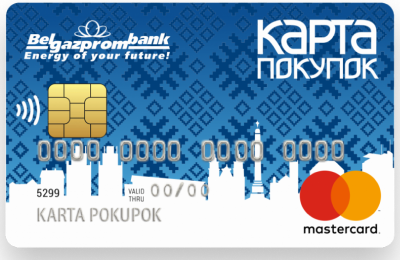 Belgazprombank
Energy of your future!
КАРТА
ПОКУПОК
0000 0000 0000 0000
5299
VALID
THRU
00/00
KARTA POKUPOK
mastercard.